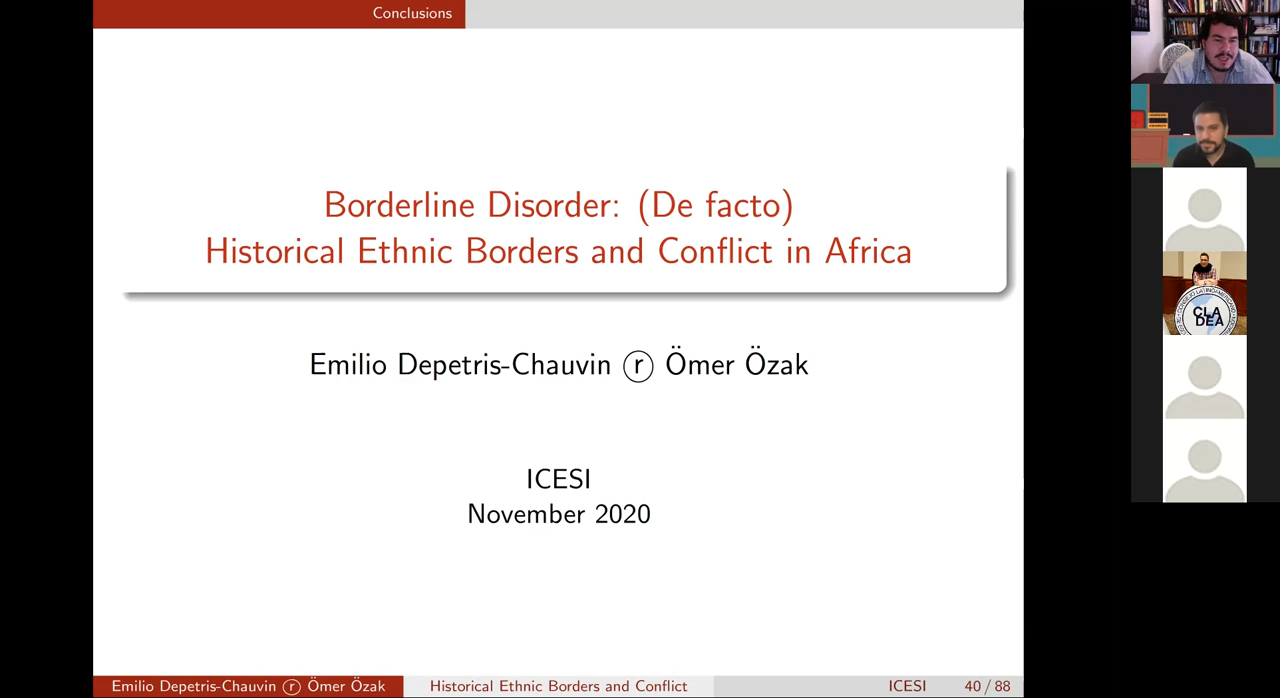 Conclusions
Borderline Disorder: (De facto)
Historical Ethnic Borders and Conflict in Africa
Emilio Depetris-Chauvin ⓡ Ömer Özak
ICESI
November 2020
Emilio Depetris-Chauvin ⓡ Ömer Özak
Historical Ethnic Borders and Conflict
ICESI
40 / 88
CLA
DEA